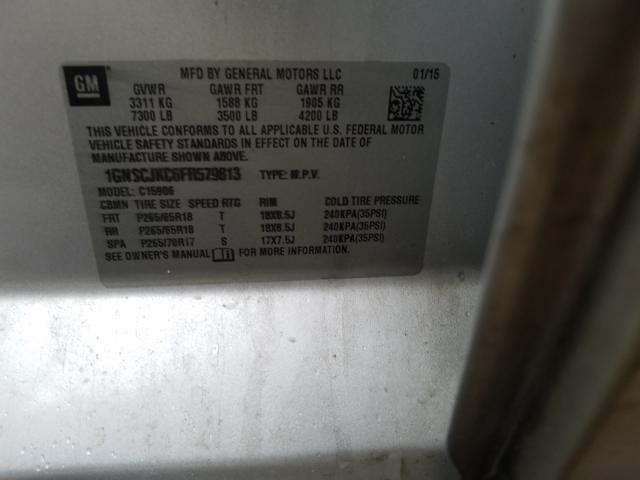 GM
MFD BY GENERAL MOTORS LLC 01/15
GVWR GAWR FRT GAWR RR
3311 KG 1588 KG 1905 KG
7300 LB 3500 LB 4200 LB
THIS VEHICLE CONFORMS TO ALL APPLICABLE U.S. FEDERAL MOTOR
VEHICLE SAFETY STANDARDS IN EFFECT ON THE DATE OF
MANUFACTURE SHOWN ABOVE.
1GNSCJKC6FR579813 TYPE: M.P.V.
MODEL: C15906
CBMN TIRE SIZE SPEED RTG RIM COLD TIRE PRESSURE
FRT P265/65R18 T 18X8.5J 240KPA(35PSI)
RR P265/65R18 T 18X8.5J 240KPA(35PSI)
SPA P265/70R17 S 17X7.5J 240KPA(35PSI)
SEE OWNER'S MANUAL FOR MORE INFORMATION.